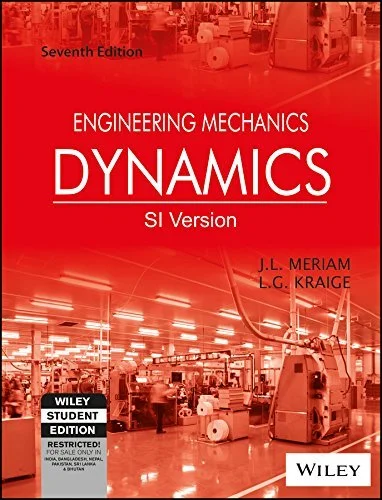 Seventh Edition
ENGINEERING MECHANICS
DYNAMICS
SI Version
J.L. MERIAM
L.G. KRAIGE
WILEY
STUDENT
EDITION
RESTRICTED!
FOR SALE ONLY IN
INDIA, BANGLADESH, NEPAL,
PAKISTAN, SRI LANKA
& BHUTAN
WILEY